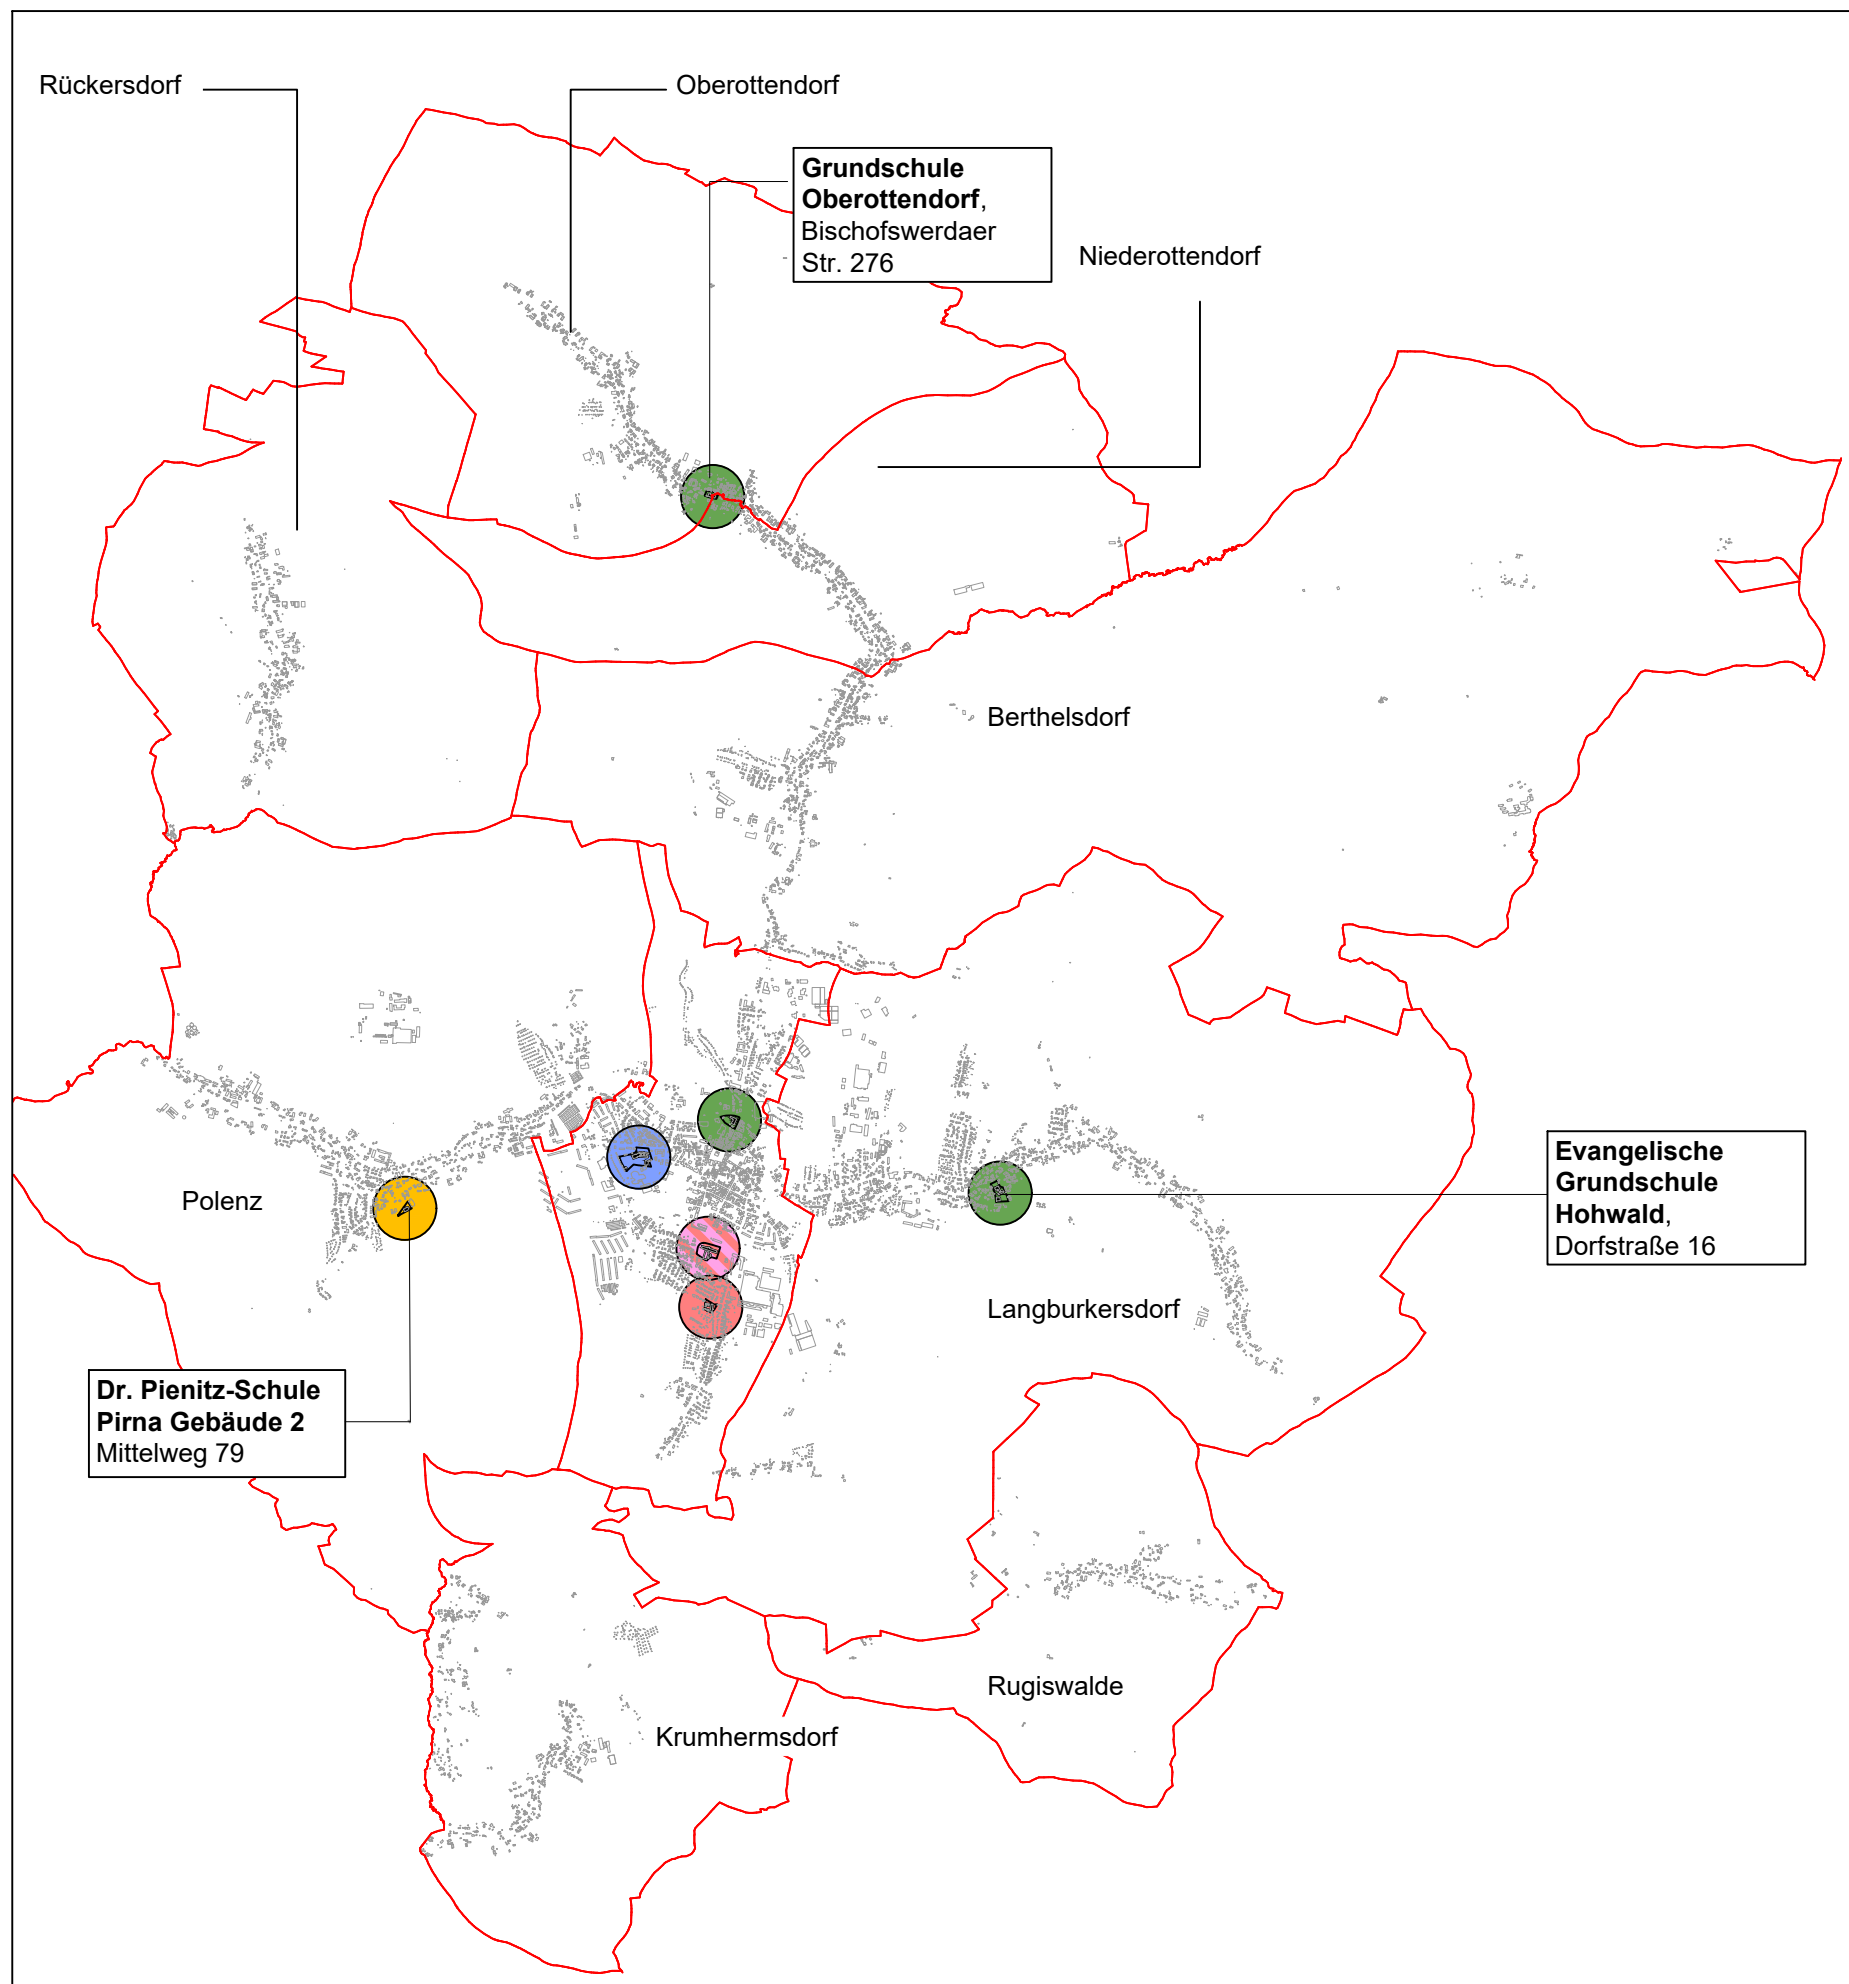 Rückersdorf
Oberottendorf
Grundschule
Oberottendorf,
Bischofswerdaer
Str. 276
Niederottendorf
Berthelsdorf
Polenz
Evangelische
Grundschule
Hohwald,
Dorfstraße 16
Langburkersdorf
Dr. Pienitz-Schule
Pirna Gebäude 2
Mittelweg 79
Rugiswalde
Krumhermsdorf